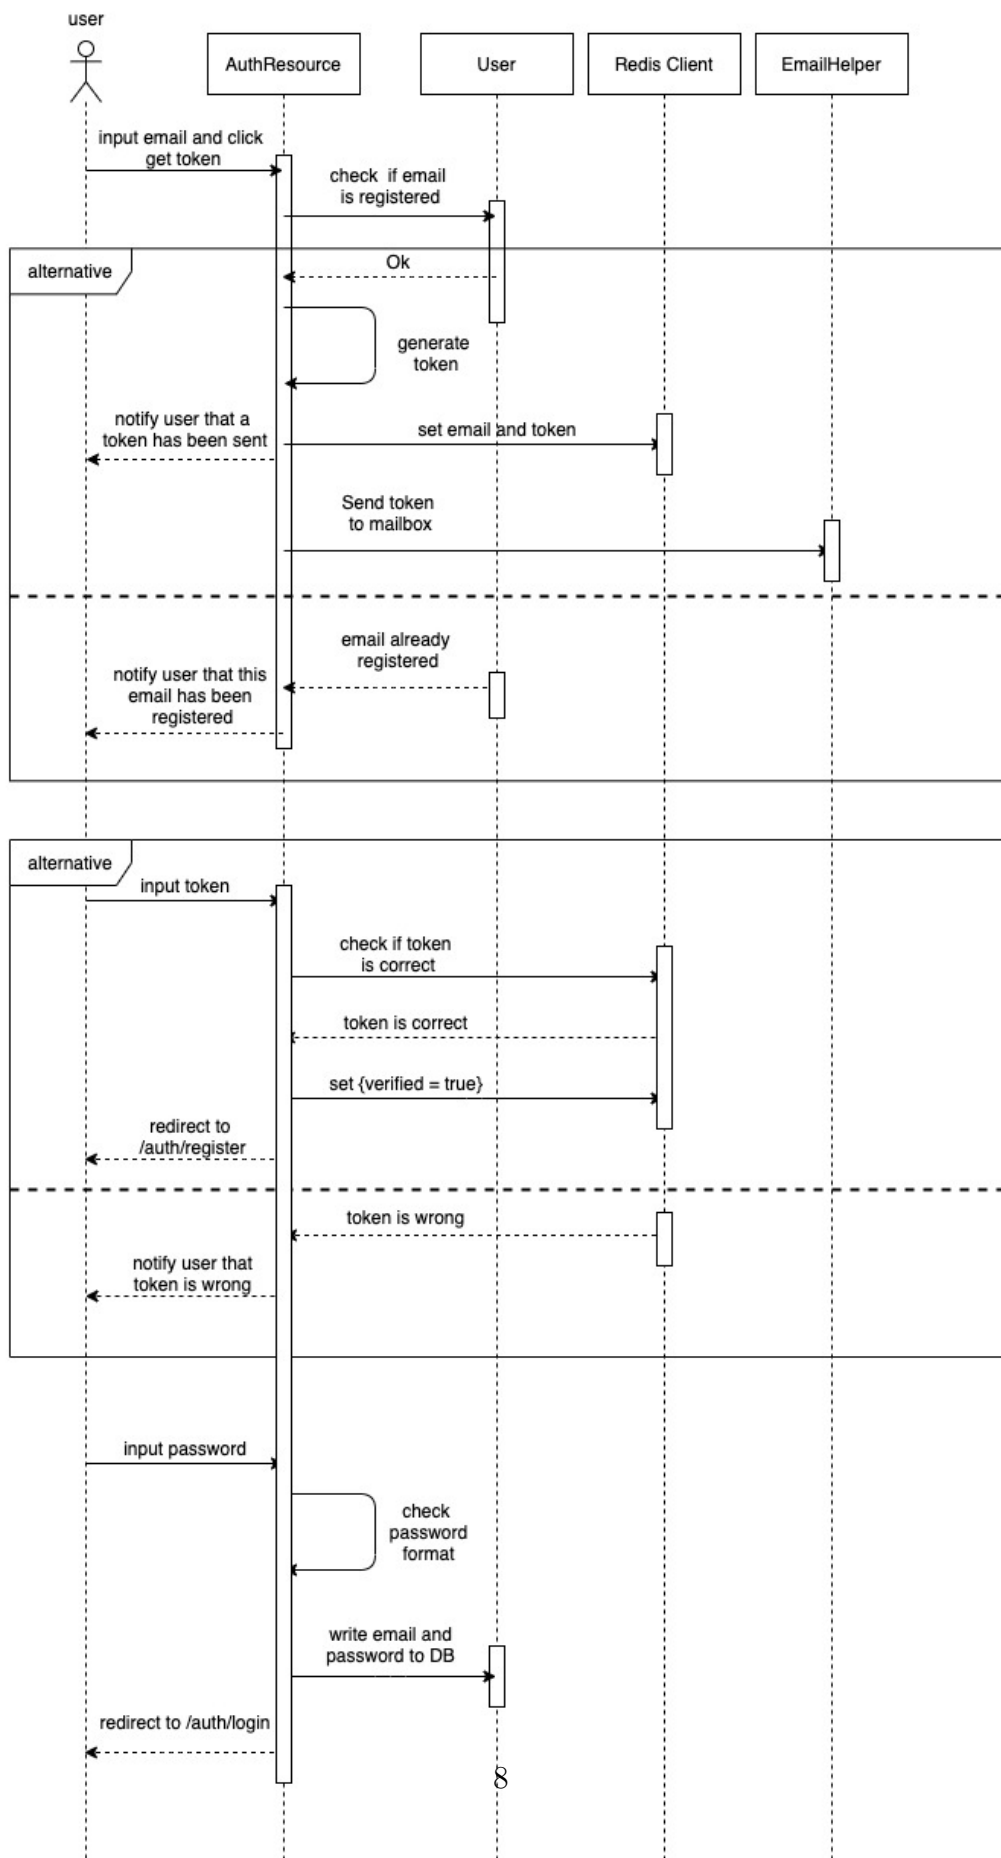 user
AuthResource
User
Redis Client
EmailHelper
input email and click
get token
check if email
is registered
alternative
Ok
generate
token
notify user that a
token has been sent
set email and token
Send token
to mailbox
email already
registered
notify user that this
email has been
registered
alternative
input token
check if token
is correct
token is correct
set {verified = true}
redirect to
/auth/register
token is wrong
notify user that
token is wrong
input password
check
password
format
write email and
password to DB
redirect to /auth/login
8